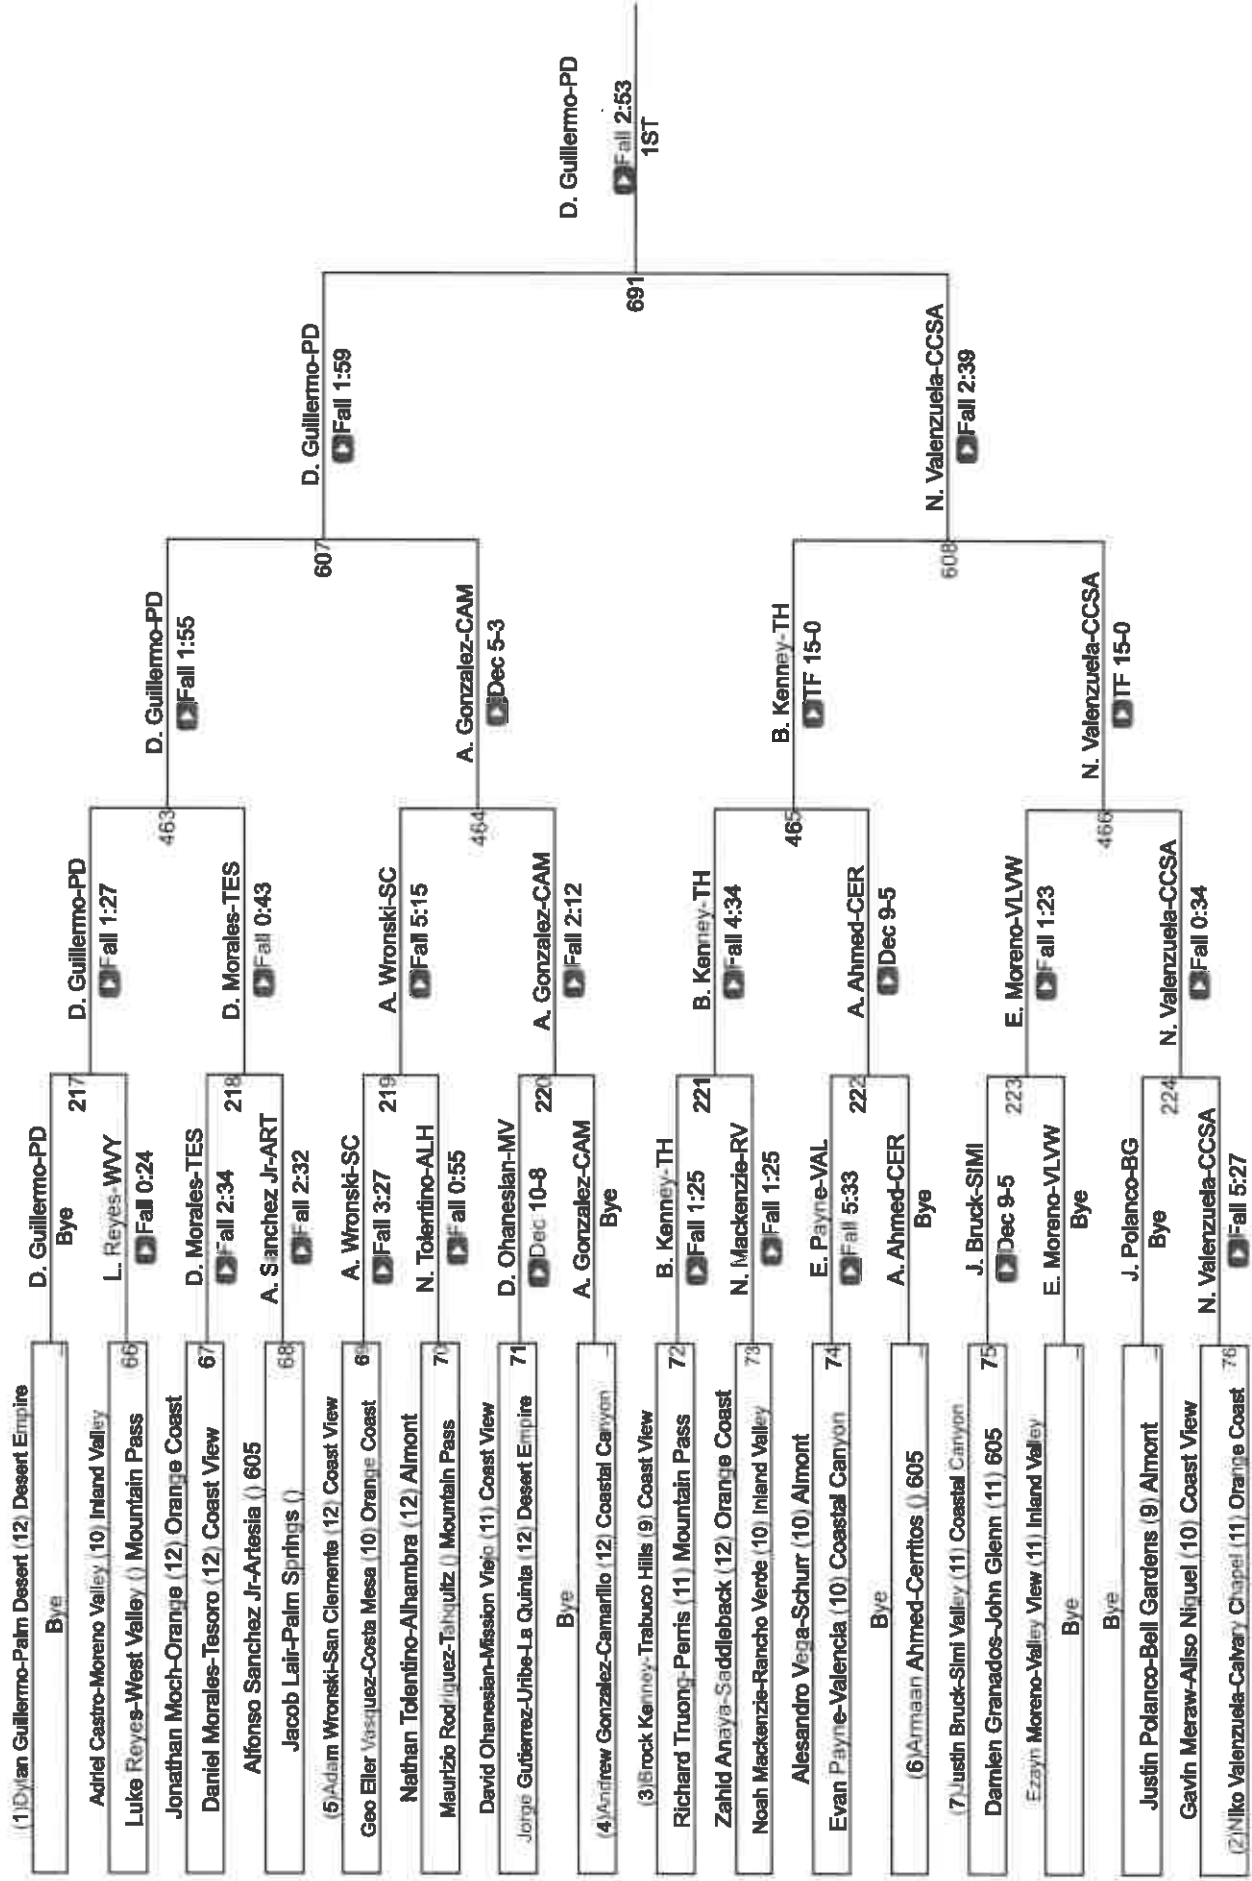 (1)Dylan Guillermo-Palm Desert (12) Desert Empire
Bye
Adriel Castro-Moreno Valley (10) Inland Valley
Luke Reyes-West Valley () Mountain Pass
66
Jonathan Moch-Orange (12) Orange Coast
Daniel Morales-Tesoro (12) Coast View
67
Alfonso Sanchez Jr-Artesia () 605
Jacob Lair-Palm Springs ()
68
(5)Adam Wronski-San Clemente (12) Coast View
Geo Eller Vasquez-Costa Mesa (10) Orange Coast
69
Nathan Tolentino-Alhambra (12) Almont
Maurizio Rodriguez-Tahquitz () Mountain Pass
70
David Ohanesian-Mission Viejo (11) Coast View
Jorge Gutierrez-Uribe-La Quinta (12) Desert Empire
71
Bye
(4)Andrew Gonzalez-Camarillo (12) Coastal Canyon
(3)Brock Kenney-Trabuco Hills (9) Coast View
Richard Truong-Perris (11) Mountain Pass
72
Zahid Anaya-Saddleback (12) Orange Coast
Noah Mackenzie-Rancho Verde (10) Inland Valley
73
Alesandro Vega-Schurr (10) Almont
Evan Payne-Valencia (10) Coastal Canyon
74
Bye
(6)Armaan Ahmed-Cerritos () 605
(7)Justin Bruck-Simi Valley (11) Coastal Canyon
Damien Granados-John Glenn (11) 605
75
Ezayn Moreno-Valley View (11) Inland Valley
Bye
Bye
Justin Polanco-Bell Gardens (9) Almont
Gavin Meraw-Aliso Niguel (10) Coast View
(2)Niko Valenzuela-Calvary Chapel (11) Orange Coast
76
D. Guillermo-PD
Bye
217
L. Reyes-WVY
Fall 0:24
D. Morales-TES
Fall 2:34
218
A. Sanchez Jr-ART
Fall 2:32
A. Wronski-SC
Fall 3:27
219
N. Tolentino-ALH
Fall 0:55
D. Ohanesian-MV
Dec 10-8
220
A. Gonzalez-CAM
Bye
B. Kenney-TH
Fall 1:25
221
N. Mackenzie-RV
Fall 1:25
E. Payne-VAL
Fall 5:33
222
A. Ahmed-CER
Bye
J. Bruck-SIMI
Dec 9-5
223
E. Moreno-VLVW
Bye
J. Polanco-BG
Bye
224
N. Valenzuela-CCSA
Fall 5:27
D. Guillermo-PD
Fall 1:27
463
D. Morales-TES
Fall 0:43
A. Wronski-SC
Fall 5:15
464
A. Gonzalez-CAM
Fall 2:12
B. Kenney-TH
Fall 4:34
465
A. Ahmed-CER
Dec 9-5
E. Moreno-VLVW
Fall 1:23
466
N. Valenzuela-CCSA
Fall 0:34
D. Guillermo-PD
Fall 1:55
607
A. Gonzalez-CAM
Dec 5-3
B. Kenney-TH
TF 15-0
608
N. Valenzuela-CCSA
TF 15-0
D. Guillermo-PD
Fall 1:59
691
N. Valenzuela-CCSA
Fall 2:39
D. Guillermo-PD
Fall 2:53
1ST